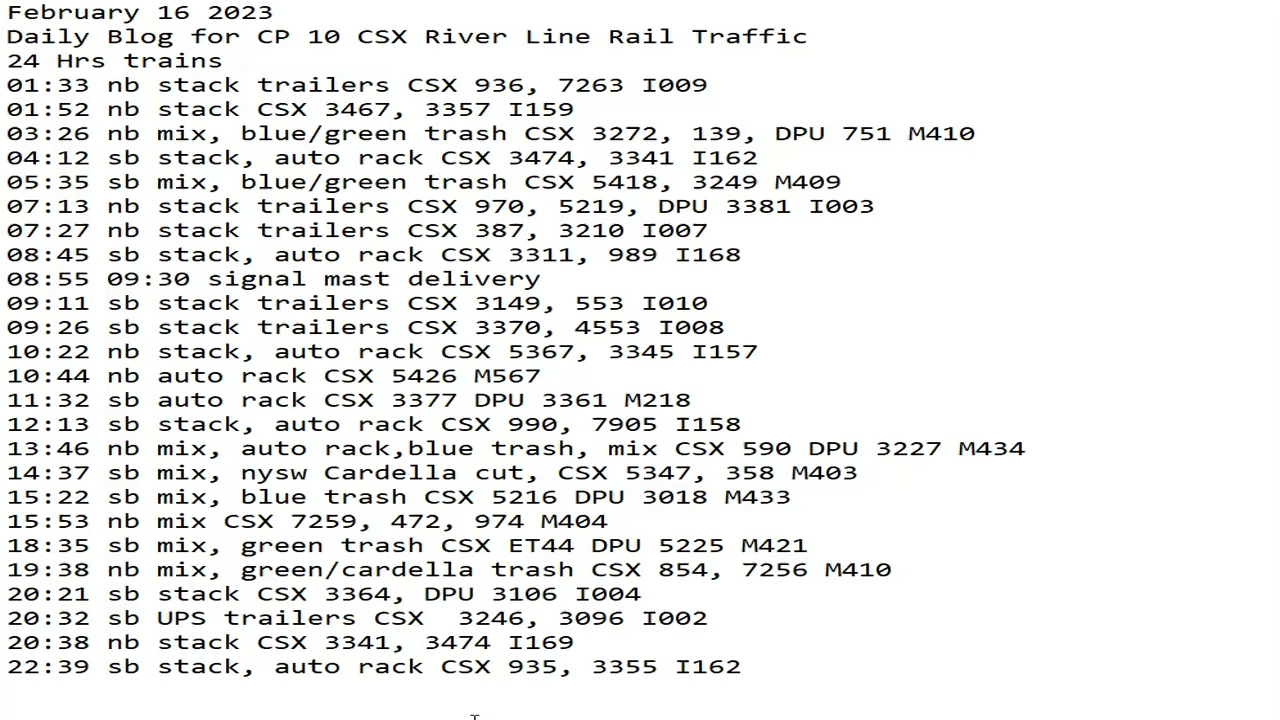 February 16 2023
Daily Blog for CP 10 CSX River Line Rail Traffic
24 Hrs trains
01:33 nb stack trailers CSX 936, 7263 I009
01:52 nb stack CSX 3467, 3357 I159
03:26 nb mix, blue/green trash CSX 3272, 139, DPU 751 M410
04:12 sb stack, auto rack CSX 3474, 3341 I162
05:35 sb mix, blue/green trash CSX 5418, 3249 M409
07:13 nb stack trailers CSX 970, 5219, DPU 3381 I003
07:27 nb stack trailers CSX 387, 3210 I007
08:45 sb stack, auto rack CSX 3311, 989 I168
08:55 09:30 signal mast delivery
09:11 sb stack trailers CSX 3149, 553 I010
09:26 sb stack trailers CSX 3370, 4553 I008
10:22 nb stack, auto rack CSX 5367, 3345 I157
10:44 nb auto rack CSX 5426 M567
11:32 sb auto rack CSX 3377 DPU 3361 M218
12:13 sb stack, auto rack CSX 990, 7905 I158
13:46 nb mix, auto rack,blue trash, mix CSX 590 DPU 3227 M434
14:37 sb mix, nysw Cardella cut, CSX 5347, 358 M403
15:22 sb mix, blue trash CSX 5216 DPU 3018 M433
15:53 nb mix CSX 7259, 472, 974 M404
18:35 sb mix, green trash CSX ET44 DPU 5225 M421
19:38 nb mix, green/cardella trash CSX 854, 7256 M410
20:21 sb stack CSX 3364, DPU 3106 I004
20:32 sb UPS trailers CSX  3246, 3096 I002
20:38 nb stack CSX 3341, 3474 I169
22:39 sb stack, auto rack CSX 935, 3355 I162